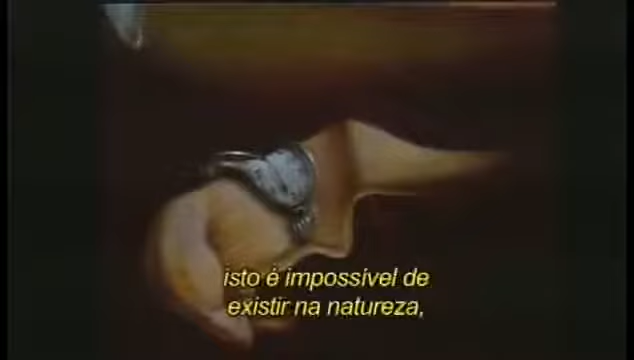 isto é impossível de
existir na natureza,